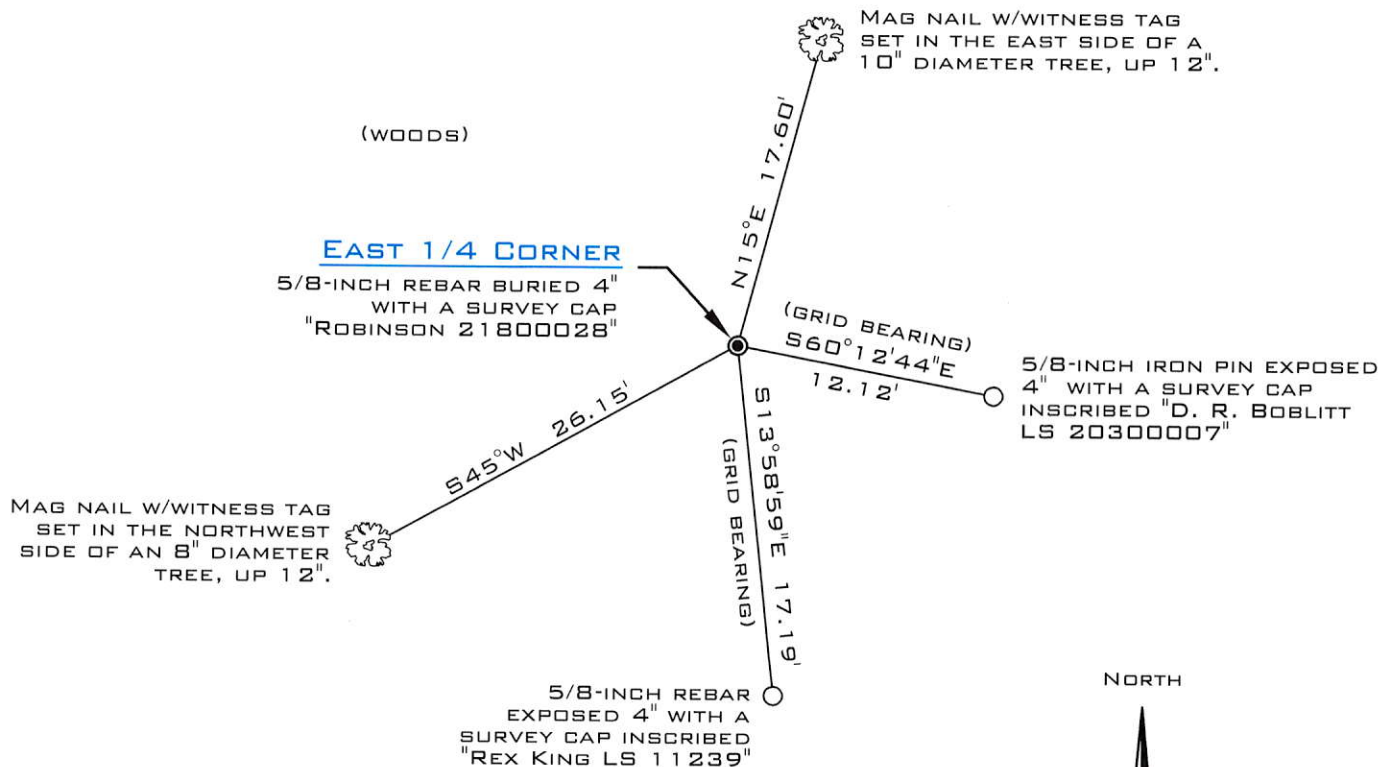 MAG NAIL W/WITNESS TAG
SET IN THE EAST SIDE OF A
10" DIAMETER TREE, UP 12".
(WOODS)
N15°E 17.60'
EAST 1/4 CORNER
5/8-INCH REBAR BURIED 4"
WITH A SURVEY CAP
"ROBINSON 21800028"
(GRID BEARING)
S60°12'44"E
12.12'
5/8-INCH IRON PIN EXPOSED
4" WITH A SURVEY CAP
INSCRIBED "D. R. BOBLITT
LS 20300007"
S45°W 26.15'
S13°58'59"E 17.19'
(GRID BEARING)
MAG NAIL W/WITNESS TAG
SET IN THE NORTHWEST
SIDE OF AN 8" DIAMETER
TREE, UP 12".
5/8-INCH REBAR
EXPOSED 4" WITH A
SURVEY CAP INSCRIBED
"REX KING LS 11239"
NORTH